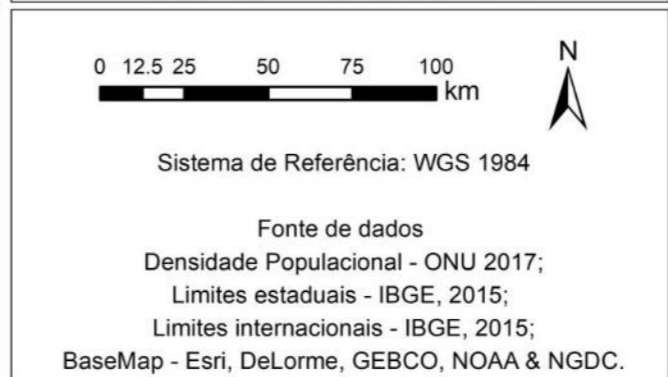 N
0 12.5 25 50 75 100
km
Sistema de Referência: WGS 1984
Fonte de dados
Densidade Populacional - ONU 2017;
Limites estaduais - IBGE, 2015;
Limites internacionais - IBGE, 2015;
BaseMap - Esri, DeLorme, GEBCO, NOAA & NGDC.